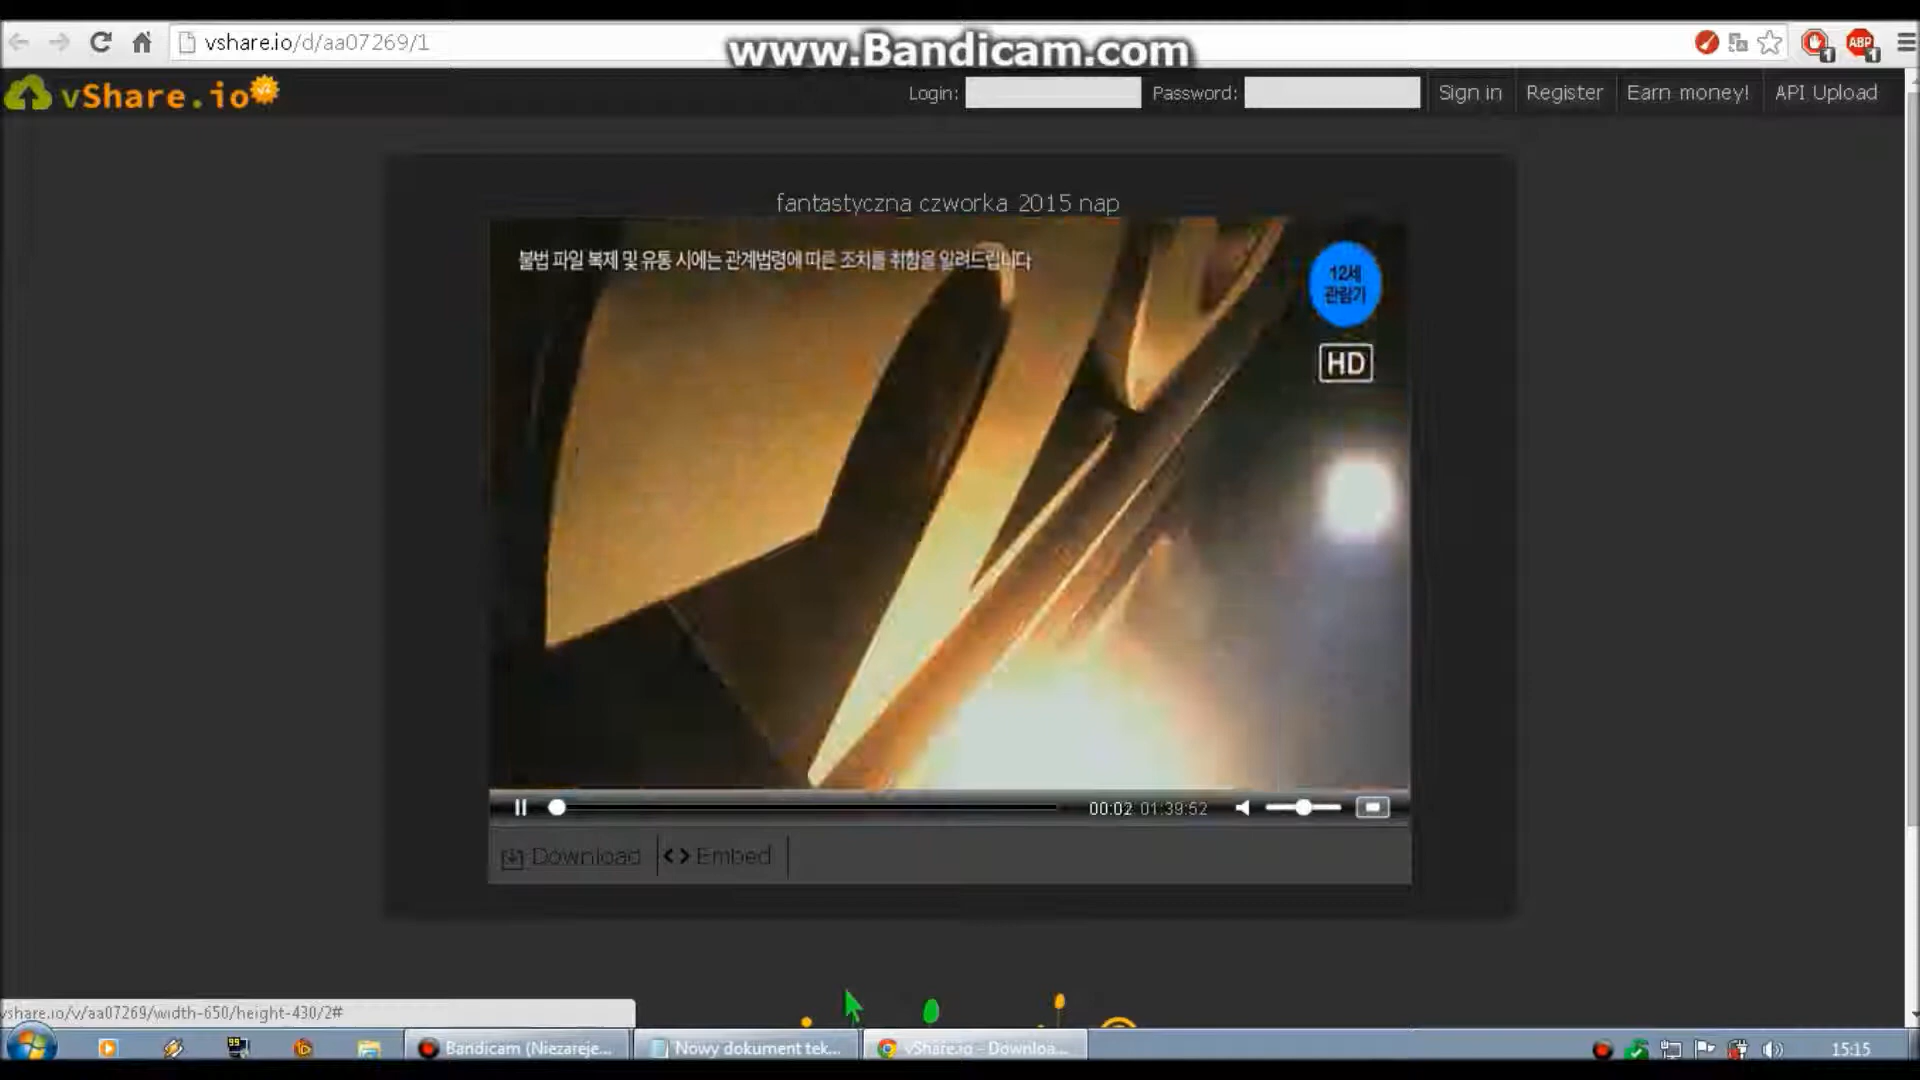 vshare.io/d/aa07269/1
www.Bandicam.com
ABP
1
1
vShare.io
Login:
Password:
Sign in
Register
Earn money!
API Upload
fantastyczna czworka 2015 nap
불법 파일 복제 및 유통 시에는 관계법령에 따른 조치를 취함을 알려드립니다
12세
관람가
HD
00:02 01:39:52
Download
<> Embed
vshare.io/v/aa07269/width-650/height-430/2#
99
Bandicam (Niezareje...
Nowy dokument tek...
vShare.io - Downloa...
15:15